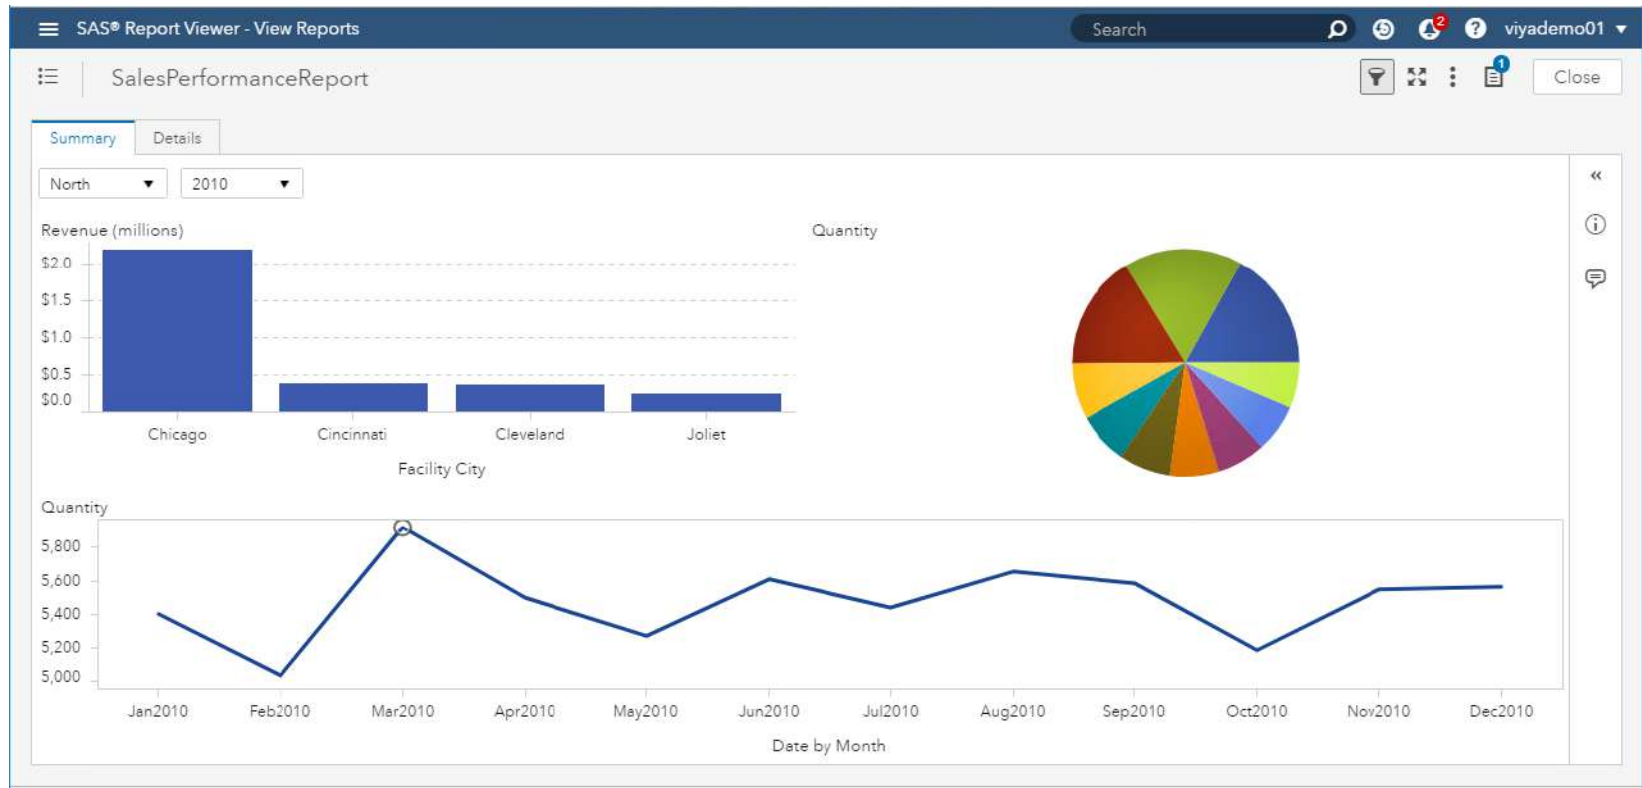 SAS® Report Viewer - View Reports
Search
2
?
viyademo01
SalesPerformanceReport
1
Close
Summary
Details
North
2010
Revenue (millions)
$2.0
$1.5
$1.0
$0.5
$0.0
Chicago
Cincinnati
Cleveland
Joliet
Facility City
Quantity
Quantity
5,800
5,600
5,400
5,200
5,000
Jan2010
Feb2010
Mar2010
Apr2010
May2010
Jun2010
Jul2010
Aug2010
Sep2010
Oct2010
Nov2010
Dec2010
Date by Month